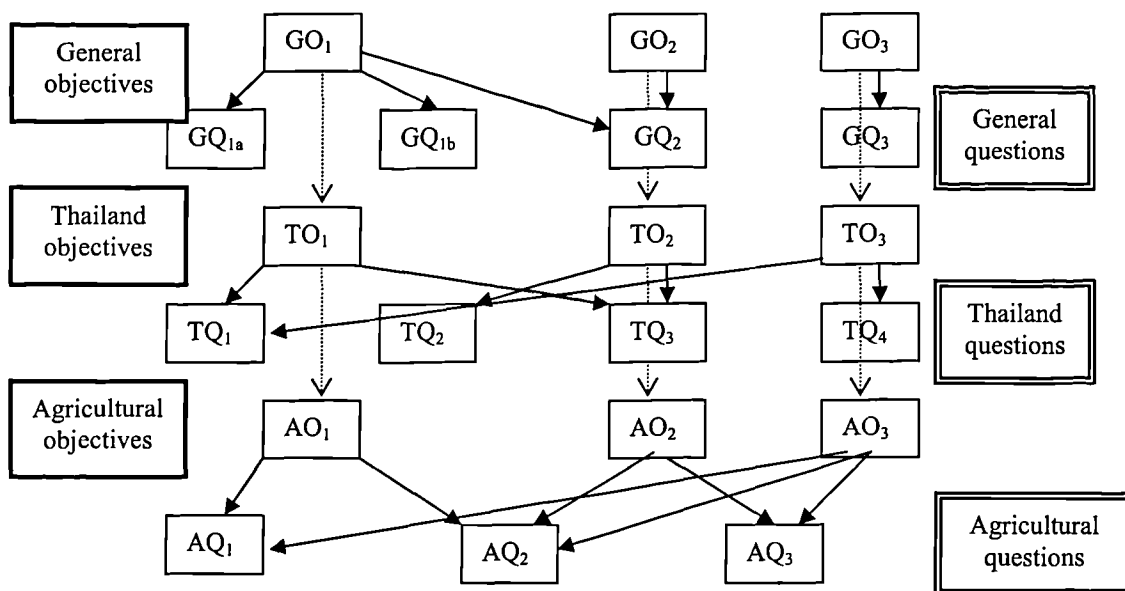 General
objectives
GO₁
GO₂
GO₃
GQ₁ₐ
GQ₁b
GQ₂
GQ₃
General
questions
Thailand
objectives
TO₁
TO₂
TO₃
TQ₁
TQ₂
TQ₃
TQ₄
Thailand
questions
Agricultural
objectives
AO₁
AO₂
AO₃
AQ₁
AQ₂
AQ₃
Agricultural
questions